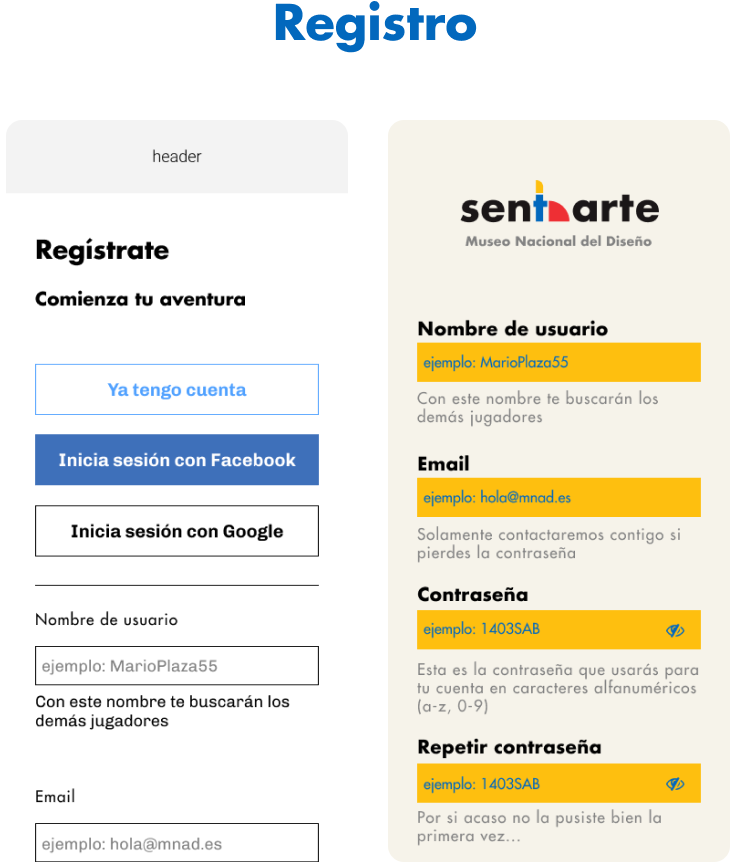 Registro
header
Regístrate
Comienza tu aventura
Ya tengo cuenta
Inicia sesión con Facebook
Inicia sesión con Google
Nombre de usuario
ejemplo: MarioPlaza55
Con este nombre te buscarán los
demás jugadores
Email
ejemplo: hola@mnad.es
sentarte
Museo Nacional del Diseño
Nombre de usuario
ejemplo: MarioPlaza55
Con este nombre te buscarán los
demás jugadores
Email
ejemplo: hola@mnad.es
Solamente contactaremos contigo si
pierdes la contraseña
Contraseña
ejemplo: 1403SAB
Esta es la contraseña que usarás para
tu cuenta en caracteres alfanuméricos
(a-z, 0-9)
Repetir contraseña
ejemplo: 1403SAB
Por si acaso no la pusiste bien la
primera vez...